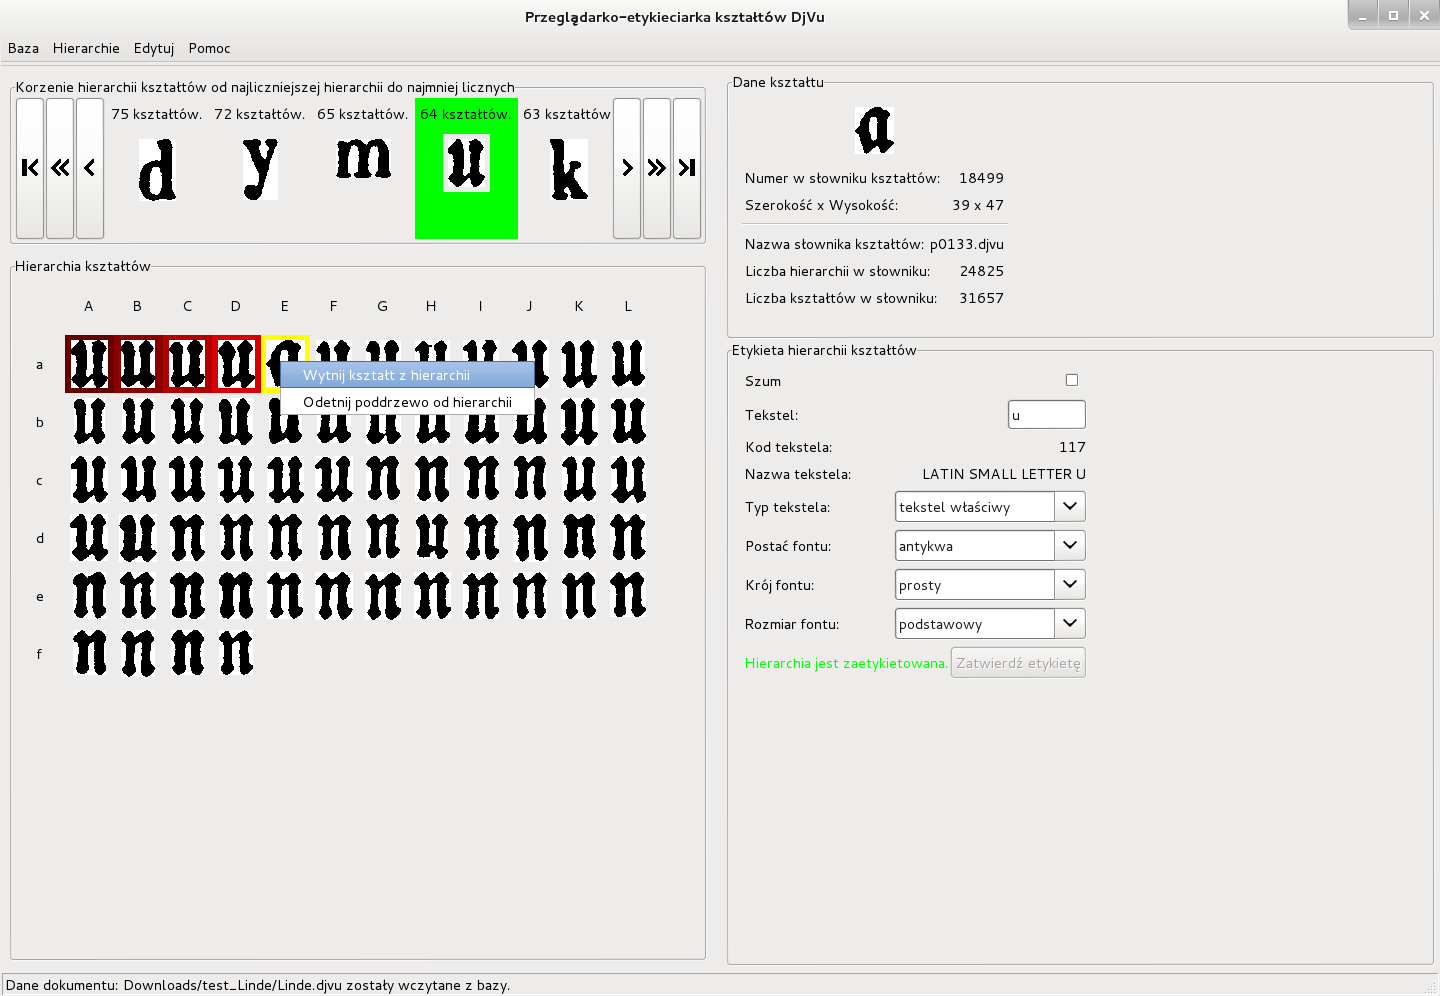 Przeglądarko-etykieciarka kształtów DjVu
Baza Hierarchie Edytuj Pomoc
Korzenie hierarchii kształtów od najliczniejszej hierarchii do najmniej licznych
75 kształtów. 72 kształtów. 65 kształtów. 64 kształtów. 63 kształtów
d y m u k
Hierarchia kształtów
A B C D E F G H I J K L
a u u u u a u u u u u u u
Wytnij kształt z hierarchii
Odetnij poddrzewo od hierarchii
b u u u u u u u u u u u u
c u u u u u u n n n n u u
d u u n n n n n u n n n n
e n n n n n n n n n n n n
f n n n n
Dane kształtu
a
Numer w słowniku kształtów: 18499
Szerokość x Wysokość: 39 x 47
Nazwa słownika kształtów: p0133.djvu
Liczba hierarchii w słowniku: 24825
Liczba kształtów w słowniku: 31657
Etykieta hierarchii kształtów
Szum
Tekstel: u
Kod tekstela: 117
Nazwa tekstela: LATIN SMALL LETTER U
Typ tekstela: tekstel właściwy
Postać fontu: antykwa
Krój fontu: prosty
Rozmiar fontu: podstawowy
Hierarchia jest zaetykietowana. Zatwierdź etykietę
Dane dokumentu: Downloads/test_Linde/Linde.djvu zostały wczytane z bazy.